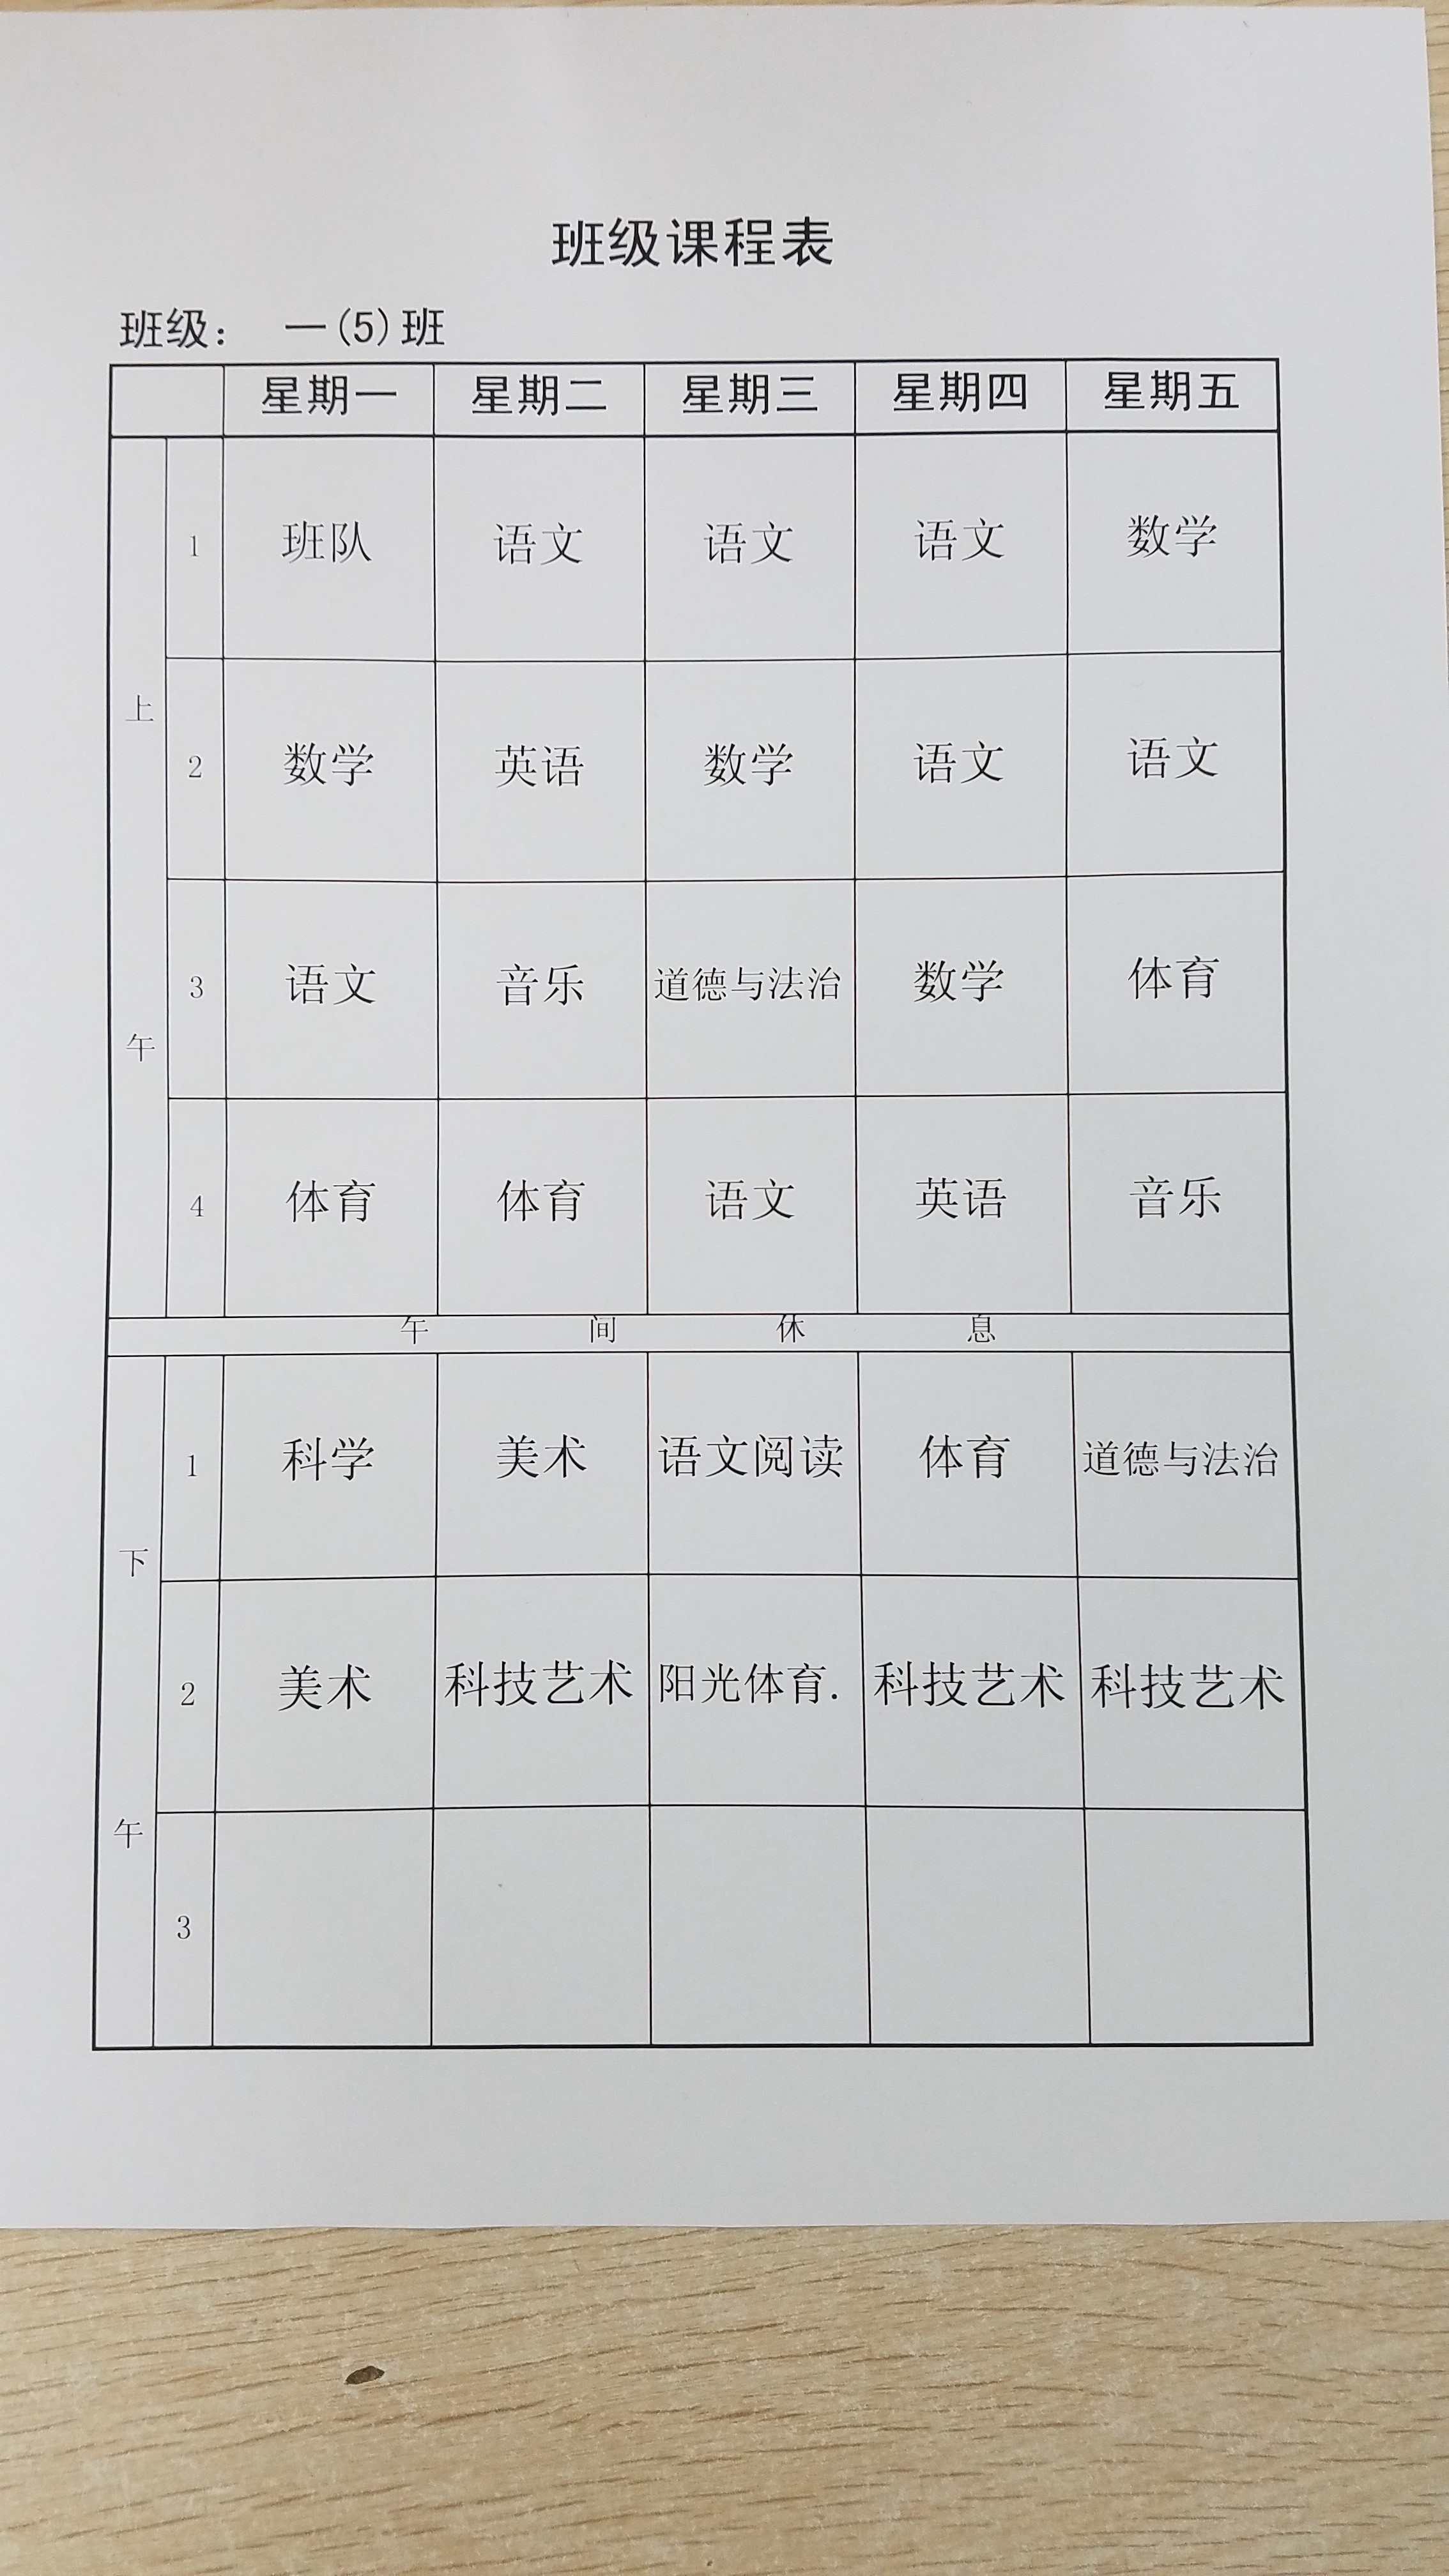 班级课程表
班级： 一(5)班
星期一 星期二 星期三 星期四 星期五
上午
1 班队 语文 语文 语文 数学
2 数学 英语 数学 语文 语文
3 语文 音乐 道德与法治 数学 体育
4 体育 体育 语文 英语 音乐
午间休息
下午
1 科学 美术 语文阅读 体育 道德与法治
2 美术 科技艺术 阳光体育. 科技艺术 科技艺术
3